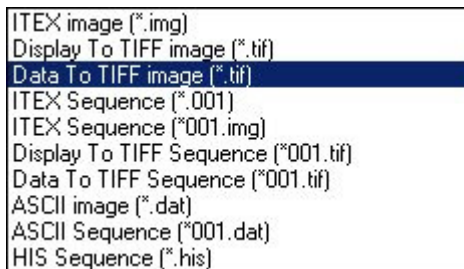 ITEX image (*.img)
Display To TIFF image (*.tif)
Data To TIFF image (*.tif)
ITEX Sequence (*.001)
ITEX Sequence (*001.img)
Display To TIFF Sequence (*001.tif)
Data To TIFF Sequence (*001.tif)
ASCII image (*.dat)
ASCII Sequence (*001.dat)
HIS Sequence (*.his)